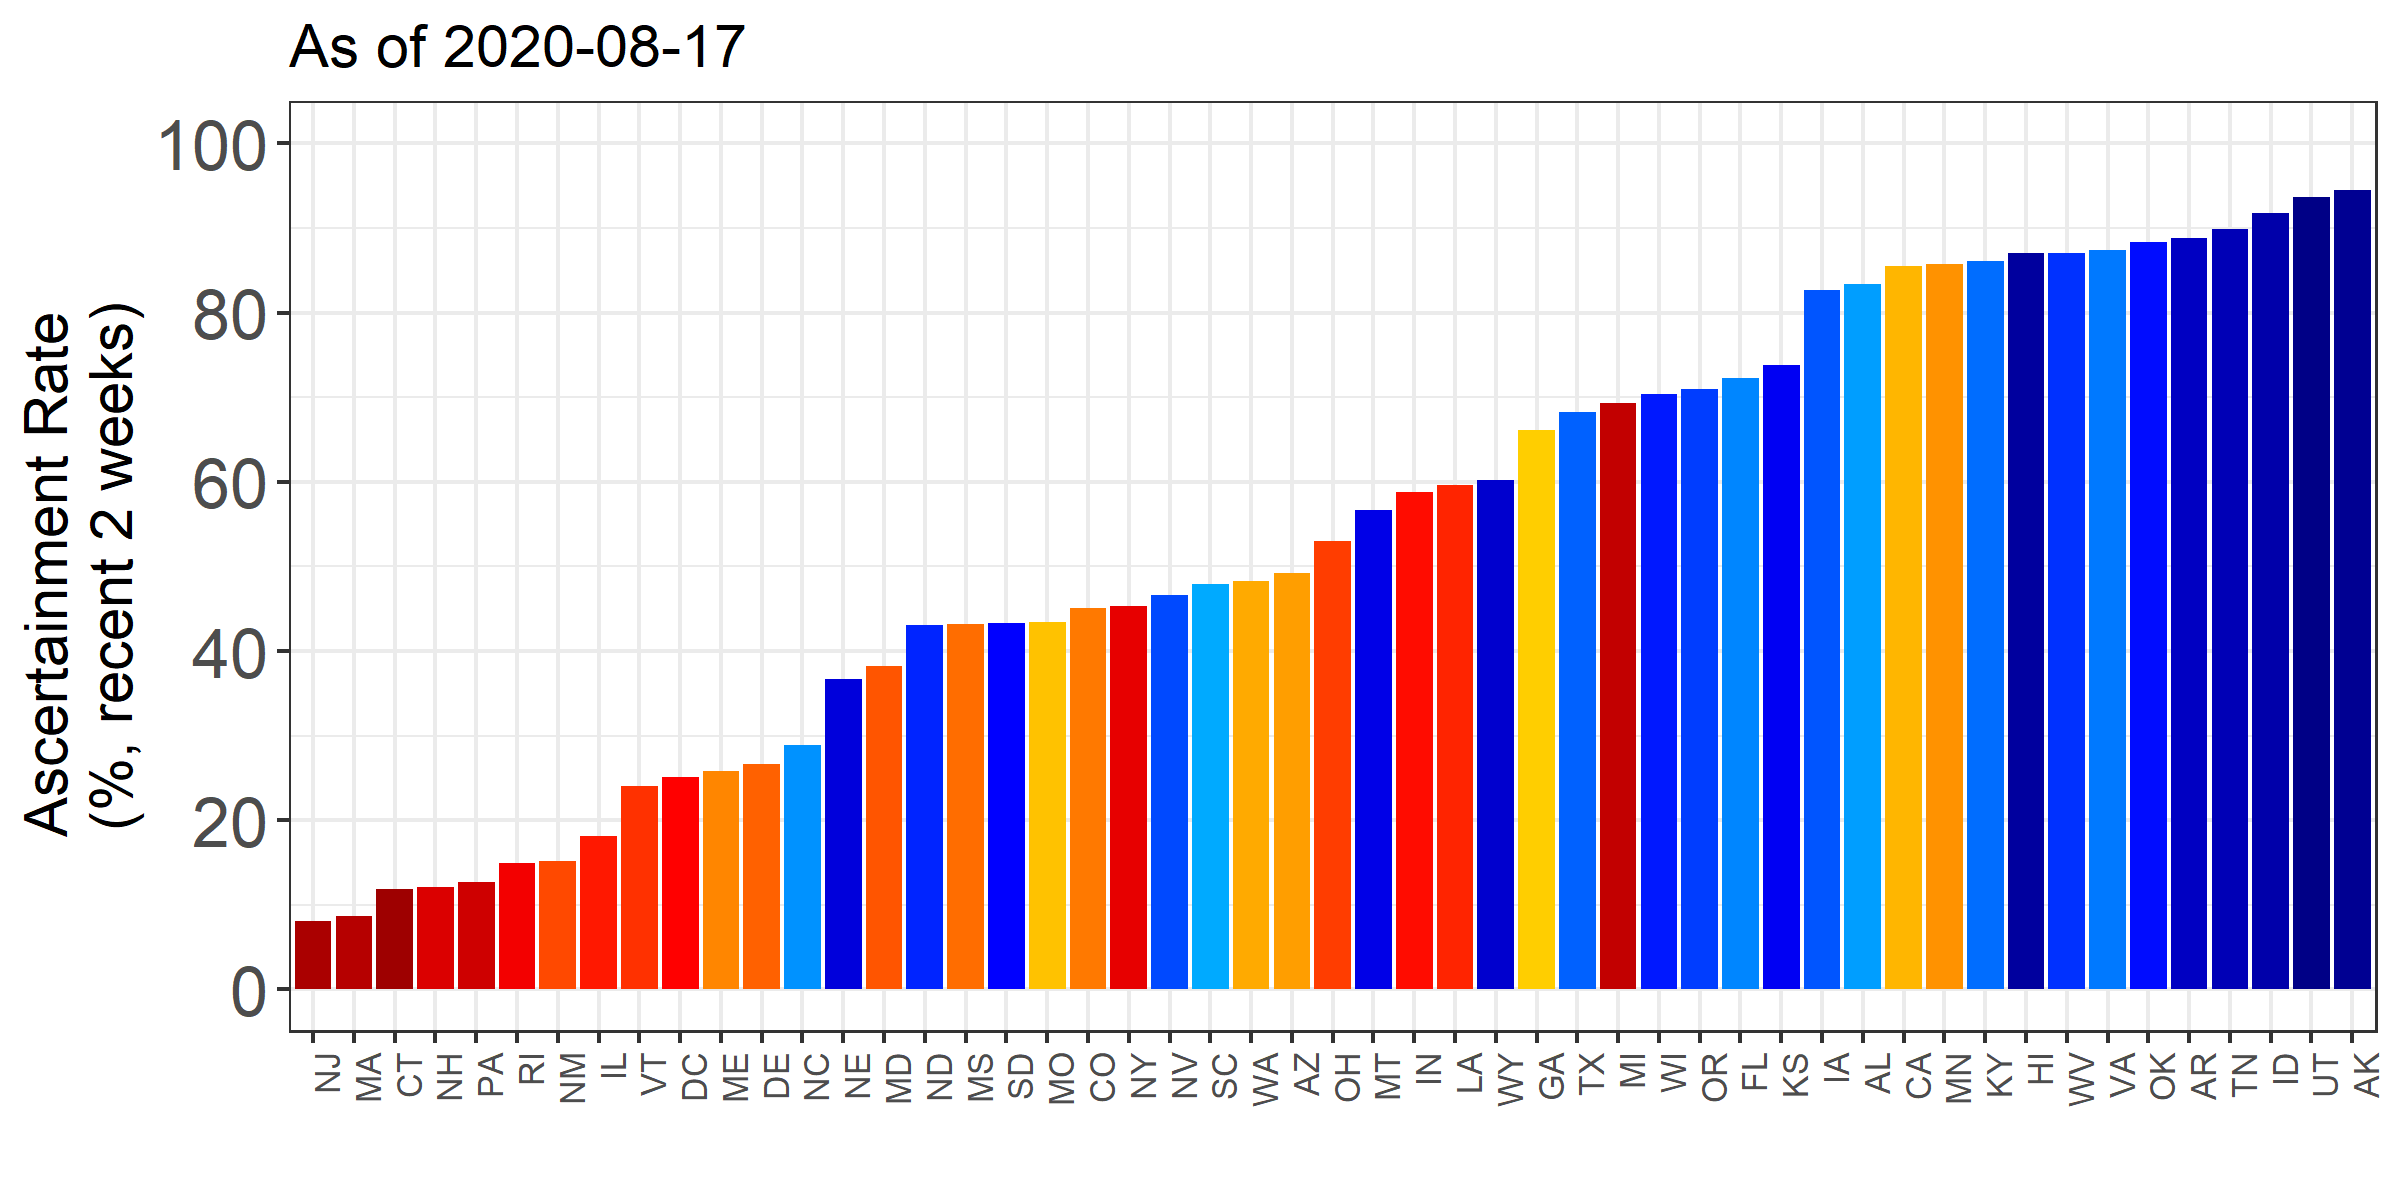 As of 2020-08-17
Ascertainment Rate
(%, recent 2 weeks)
100
80
60
40
20
0
NJ MA CT NH PA RI NM IL VT DC ME DE NC NE MD ND MS SD MO CO NY NV SC WA AZ OH MT IN LA WY GA TX MI WI OR FL KS IA AL CA MN KY HI WV VA OK AR TN ID UT AK